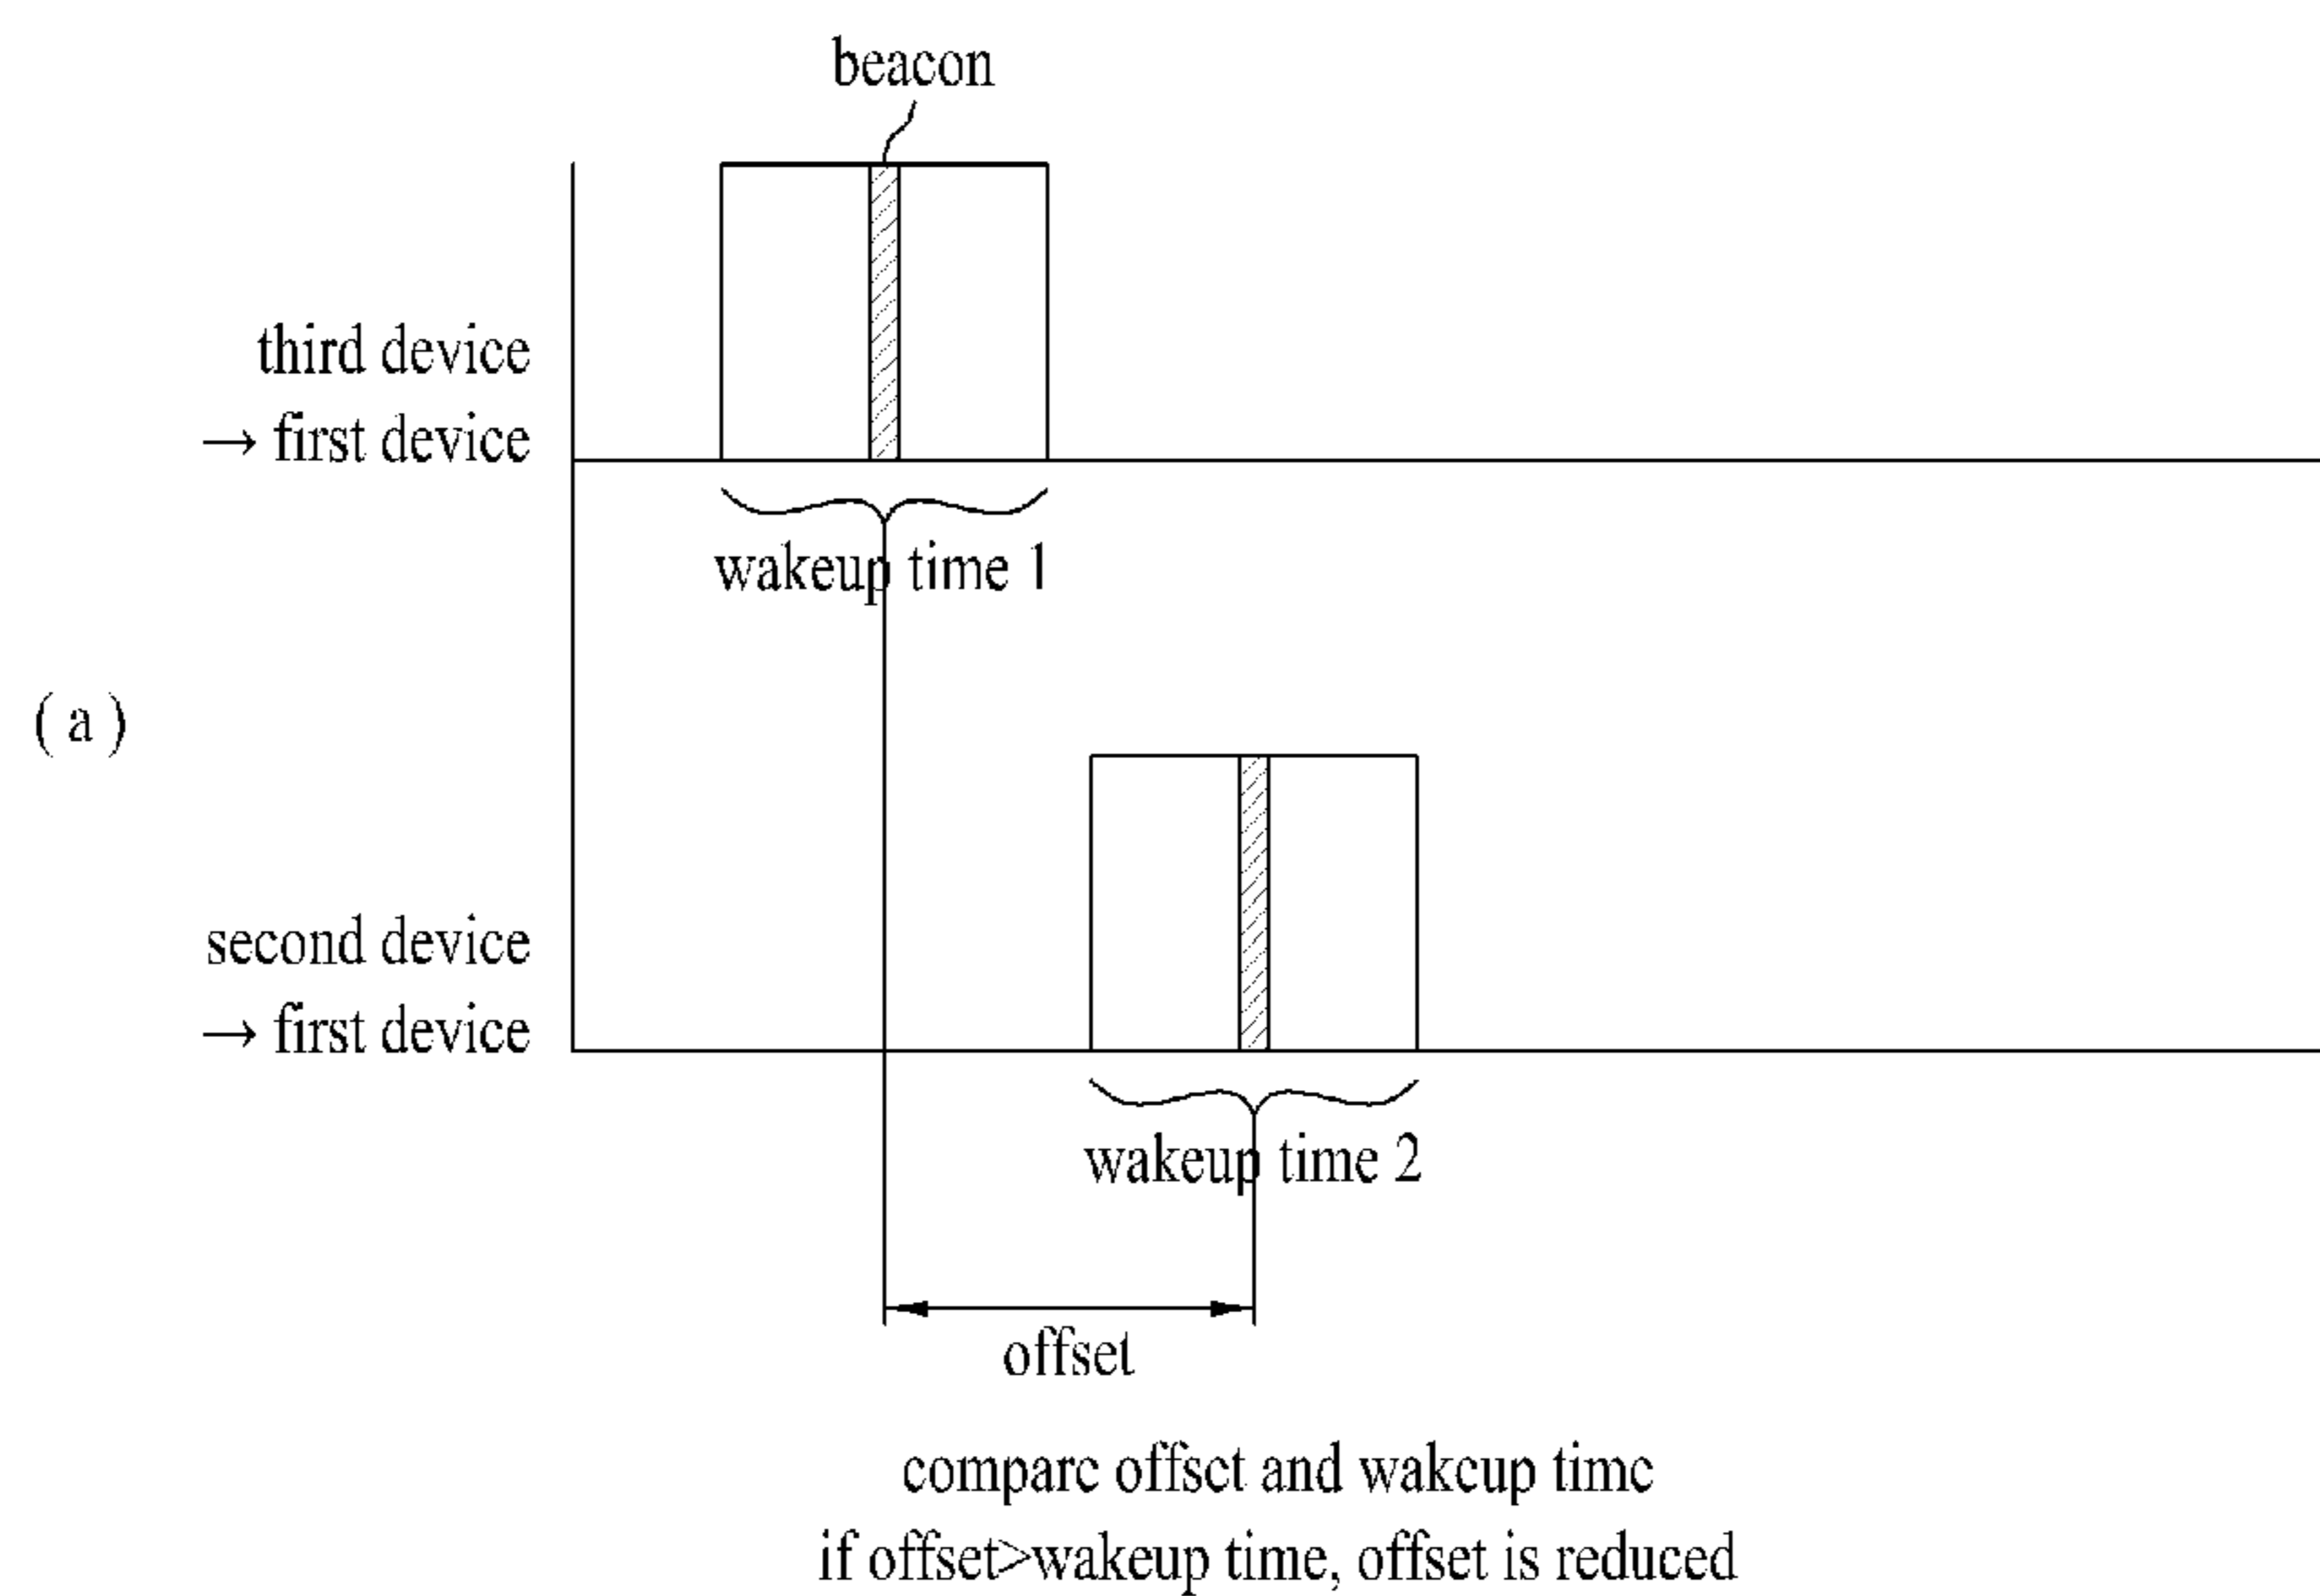 beacon
third device
→ first device
wakeup time 1
(a)
second device
→ first device
wakeup time 2
offset
compare offset and wakeup time
if offset>wakeup time, offset is reduced